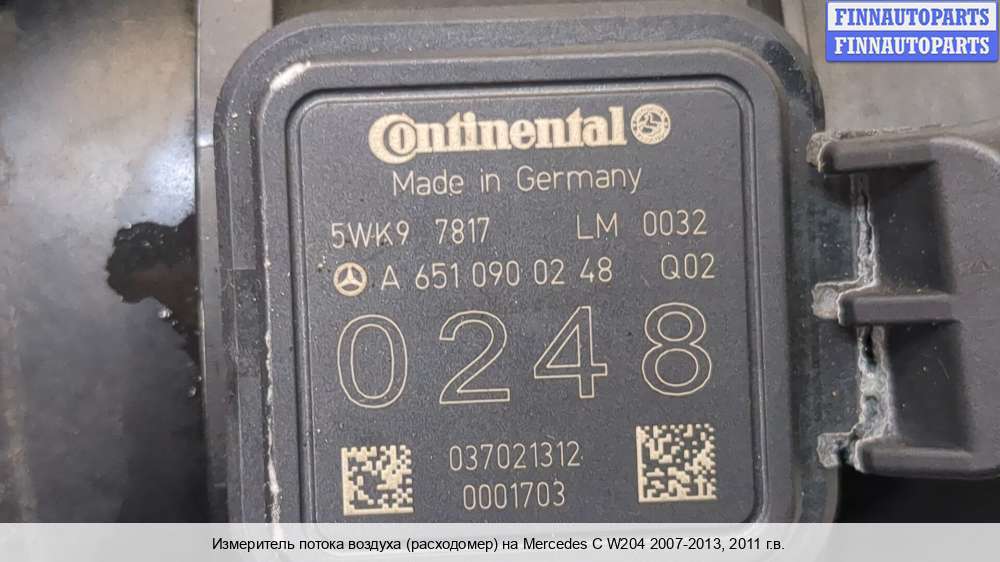 FINNAUTOPARTS
FINNAUTOPARTS
Continental
Made in Germany
5WK9 7817 LM 0032
A 651 090 02 48 Q02
0248
037021312
0001703
Измеритель потока воздуха (расходомер) на Mercedes C W204 2007-2013, 2011 г.в.